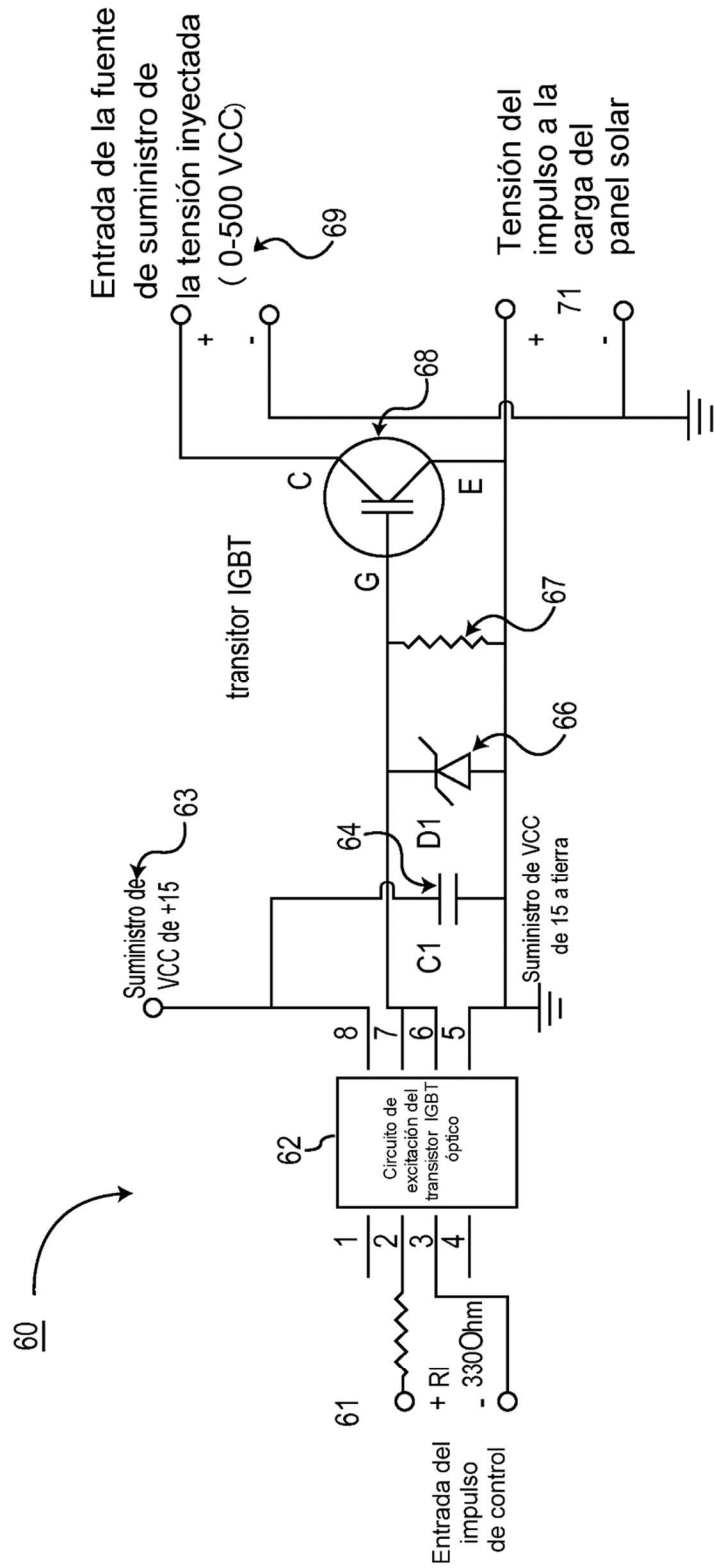 60
Entrada del
impulso
de control
61
+ RI
- 330Ohm
1
2
3
4
62
Circuito de
excitación del
transistor IGBT
óptico
8
7
6
5
Suministro de
VCC de +15
63
C1
64
D1
66
67
Suministro de VCC
de 15 a tierra
transitor IGBT
G
C
E
68
Entrada de la fuente
de suministro de
la tensión inyectada
( 0-500 VCC)
69
+
-
Tensión del
impulso a la
carga del
panel solar
+
71
-